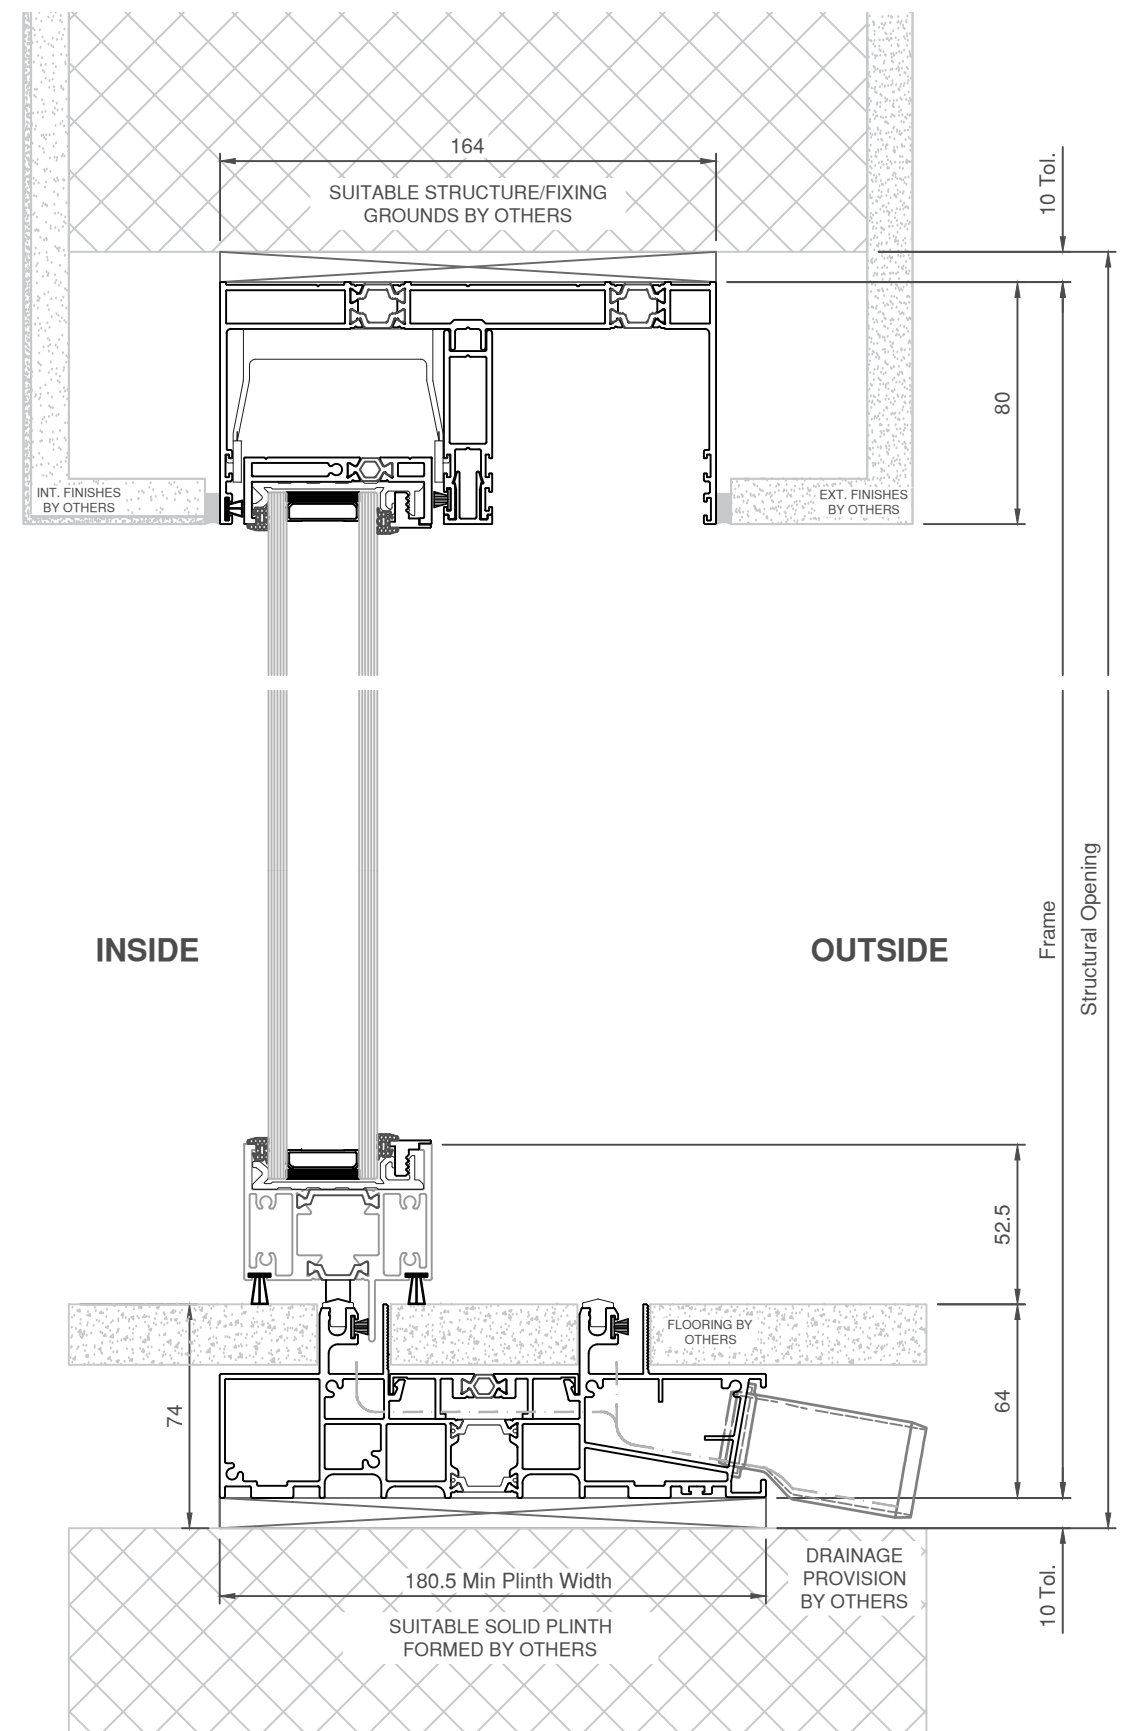 164
SUITABLE STRUCTURE/FIXING
GROUNDS BY OTHERS
10 Tol.
80
INT. FINISHES
BY OTHERS
EXT. FINISHES
BY OTHERS
INSIDE
OUTSIDE
Frame
Structural Opening
52.5
FLOORING BY
OTHERS
74
64
180.5 Min Plinth Width
SUITABLE SOLID PLINTH
FORMED BY OTHERS
DRAINAGE
PROVISION
BY OTHERS
10 Tol.